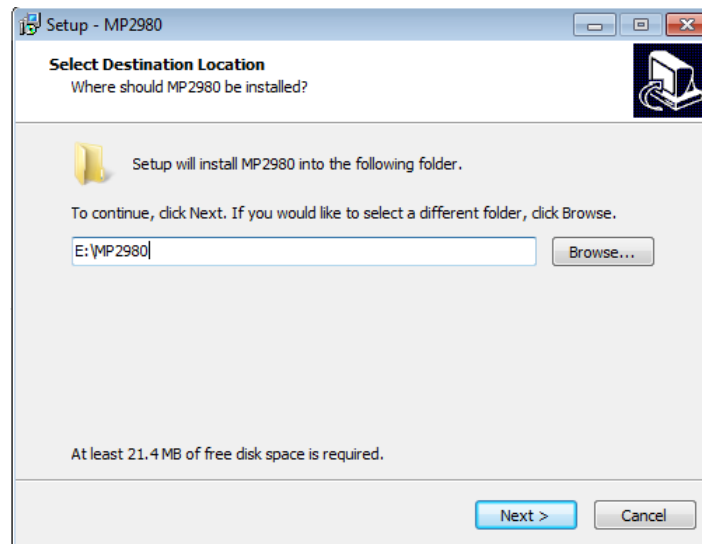 Setup - MP2980
Select Destination Location
Where should MP2980 be installed?
Setup will install MP2980 into the following folder.
To continue, click Next. If you would like to select a different folder, click Browse.
E:\MP2980
Browse...
At least 21.4 MB of free disk space is required.
Next >
Cancel